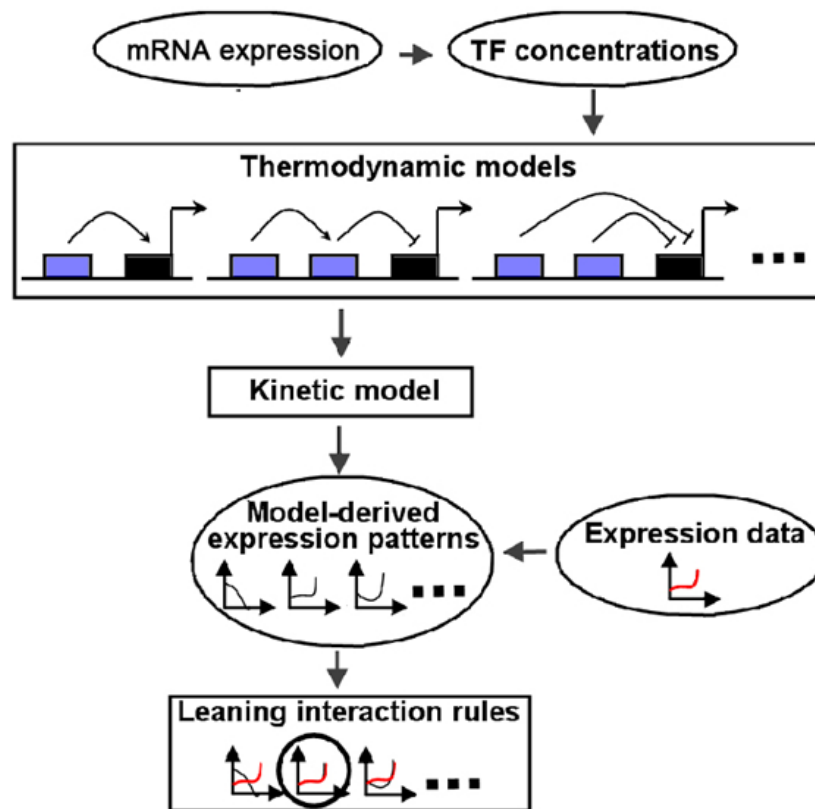 mRNA expression
TF concentrations
Thermodynamic models
Kinetic model
Model-derived
expression patterns
Expression data
Leaning interaction rules